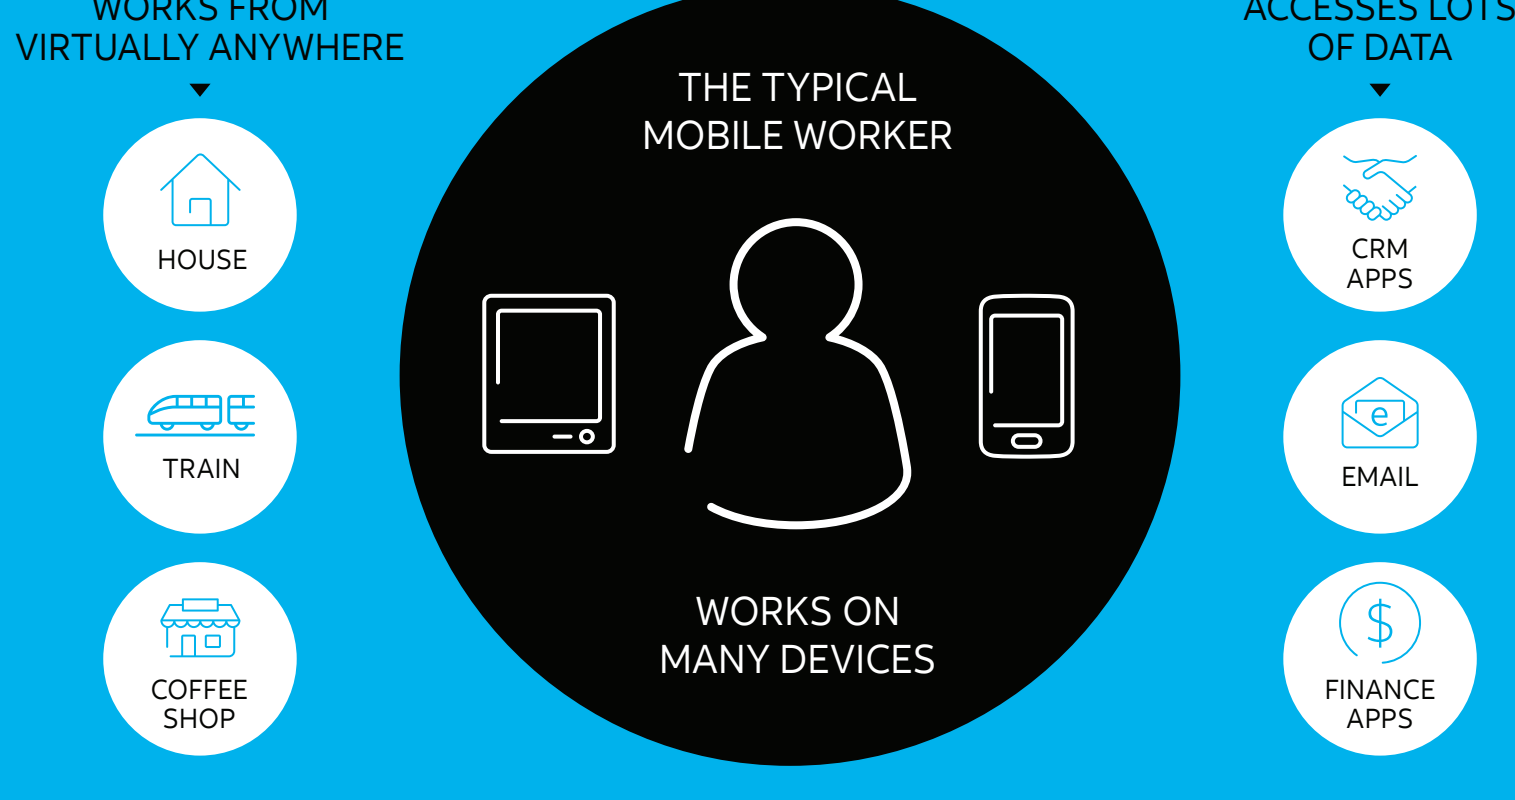 WORKS FROM
VIRTUALLY ANYWHERE
HOUSE
TRAIN
COFFEE
SHOP
THE TYPICAL
MOBILE WORKER
WORKS ON
MANY DEVICES
ACCESSES LOTS
OF DATA
CRM
APPS
e
EMAIL
$
FINANCE
APPS